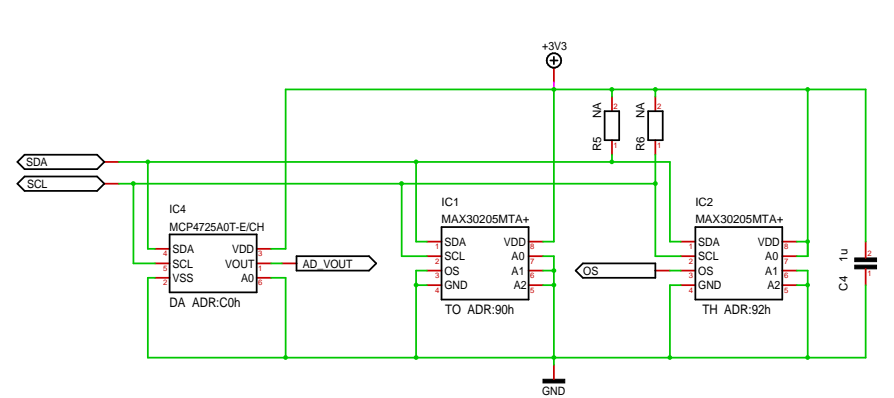 +3V3
R5 NA 2 1
R6 NA 2 1
SDA
SCL
IC4
MCP4725A0T-E/CH
4 SDA VDD 3
5 SCL VOUT 1
2 VSS A0 6
DA ADR:C0h
AD_VOUT
IC1
MAX30205MTA+
1 SDA VDD 8
2 SCL A0 7
3 OS A1 6
4 GND A2 5
TO ADR:90h
OS
IC2
MAX30205MTA+
1 SDA VDD 8
2 SCL A0 7
3 OS A1 6
4 GND A2 5
TH ADR:92h
C4 1u 2 1
GND